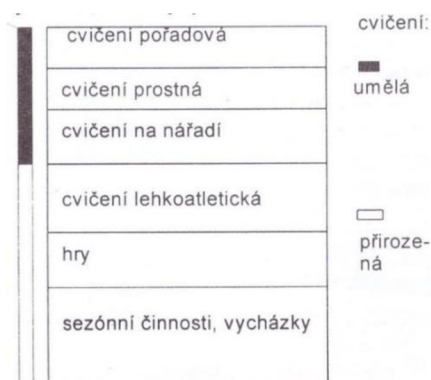 cvičení pořadová
cvičení prostná
cvičení na nářadí
cvičení lehkoatletická
hry
sezónní činnosti, vycházky
cvičení:
umělá
přiroze-
ná